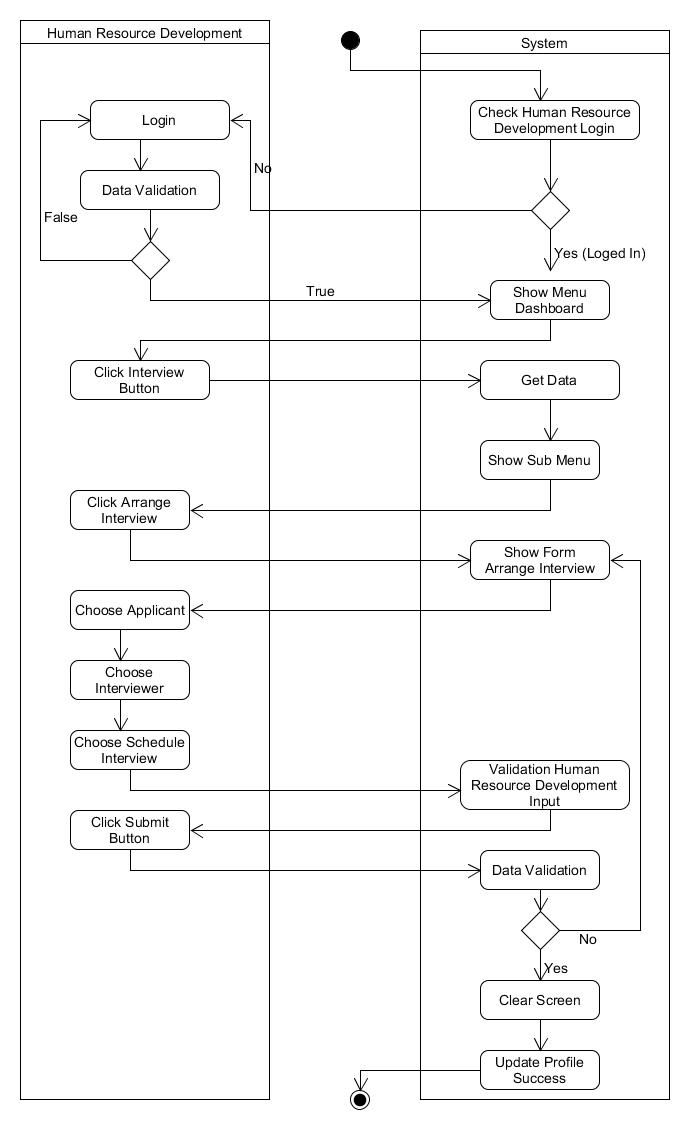 Human Resource Development
System
Check Human Resource
Development Login
Login
No
Data Validation
False
Yes (Loged In)
True
Show Menu
Dashboard
Click Interview
Button
Get Data
Show Sub Menu
Click Arrange
Interview
Show Form
Arrange Interview
Choose Applicant
Choose
Interviewer
Choose Schedule
Interview
Validation Human
Resource Development
Input
Click Submit
Button
Data Validation
No
Yes
Clear Screen
Update Profile
Success